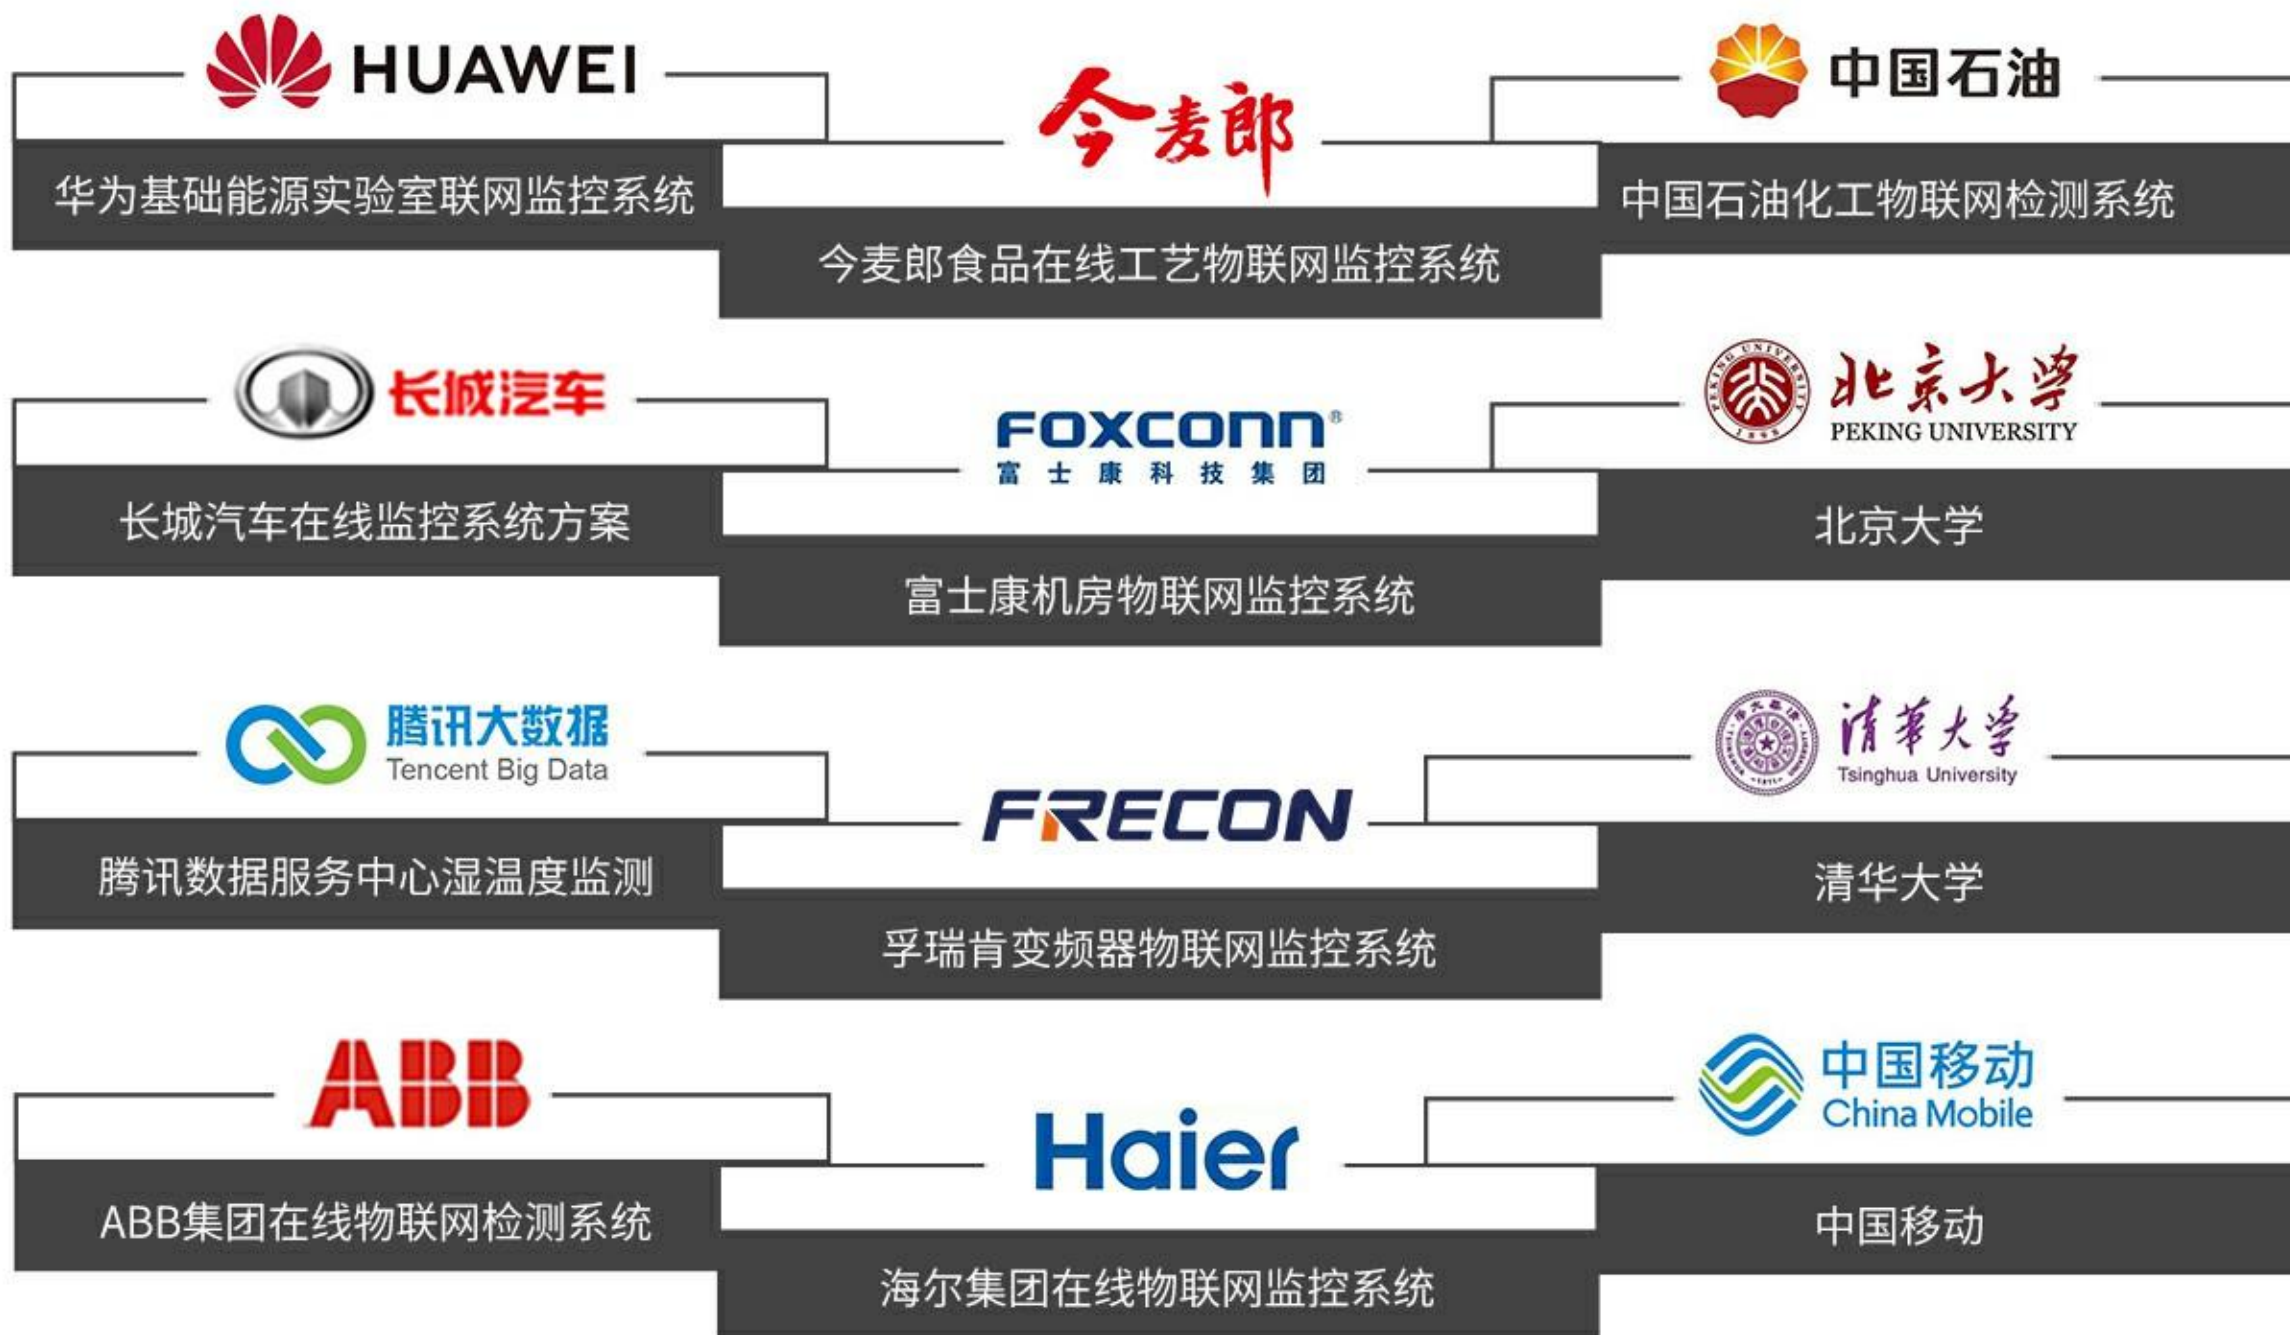 HUAWEI
华为基础能源实验室联网监控系统
今麦郎
今麦郎食品在线工艺物联网监控系统
中国石油
中国石油化工物联网检测系统
长城汽车
长城汽车在线监控系统方案
FOXCONN®
富士康科技集团
富士康机房物联网监控系统
PEKING UNIVERSITY
1898
北京大学
PEKING UNIVERSITY
北京大学
腾讯大数据
Tencent Big Data
腾讯数据服务中心湿温度监测
FRECON
孚瑞肯变频器物联网监控系统
清華大学
Tsinghua University
清华大学
ABB
ABB集团在线物联网检测系统
Haier
海尔集团在线物联网监控系统
中国移动
China Mobile
中国移动